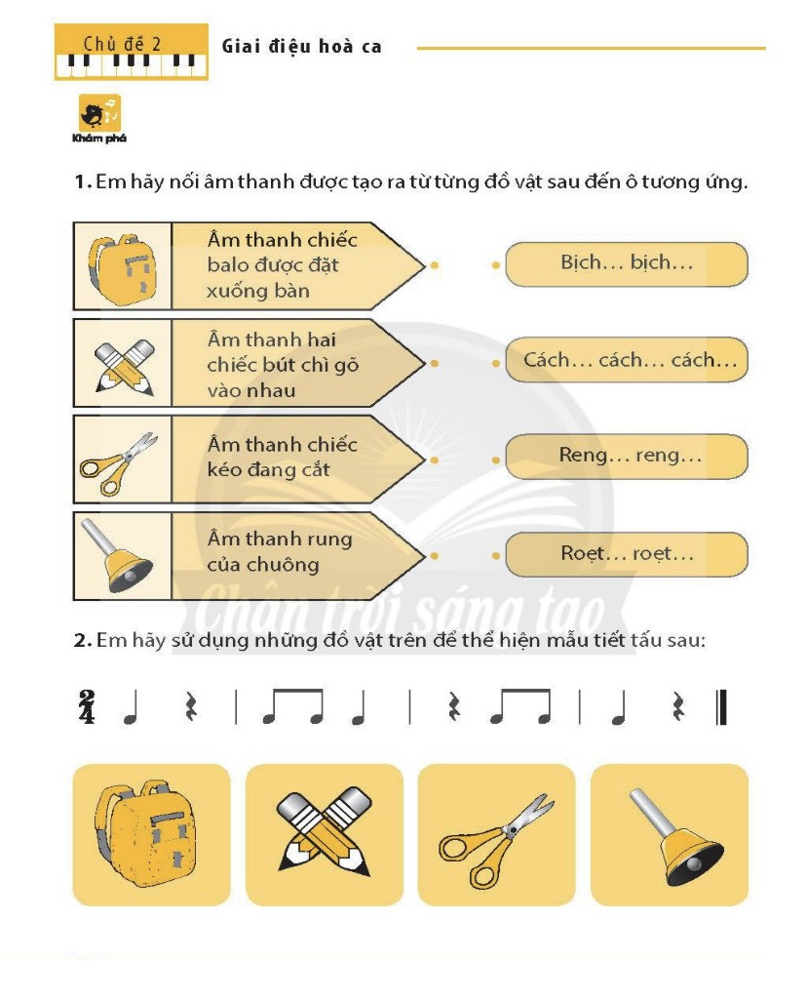 Chủ đề 2
Giai điệu hoà ca
Khám phá
1. Em hãy nối âm thanh được tạo ra từ từng đồ vật sau đến ô tương ứng.
Âm thanh chiếc
balo được đặt
xuống bàn
Bịch... bịch...
Âm thanh hai
chiếc bút chì gõ
vào nhau
Cách... cách... cách...
Âm thanh chiếc
kéo đang cắt
Reng... reng...
Âm thanh rung
của chuông
Roẹt... roẹt...
Chân trời sáng tạo
2. Em hãy sử dụng những đồ vật trên để thể hiện mẫu tiết tấu sau:
2
4